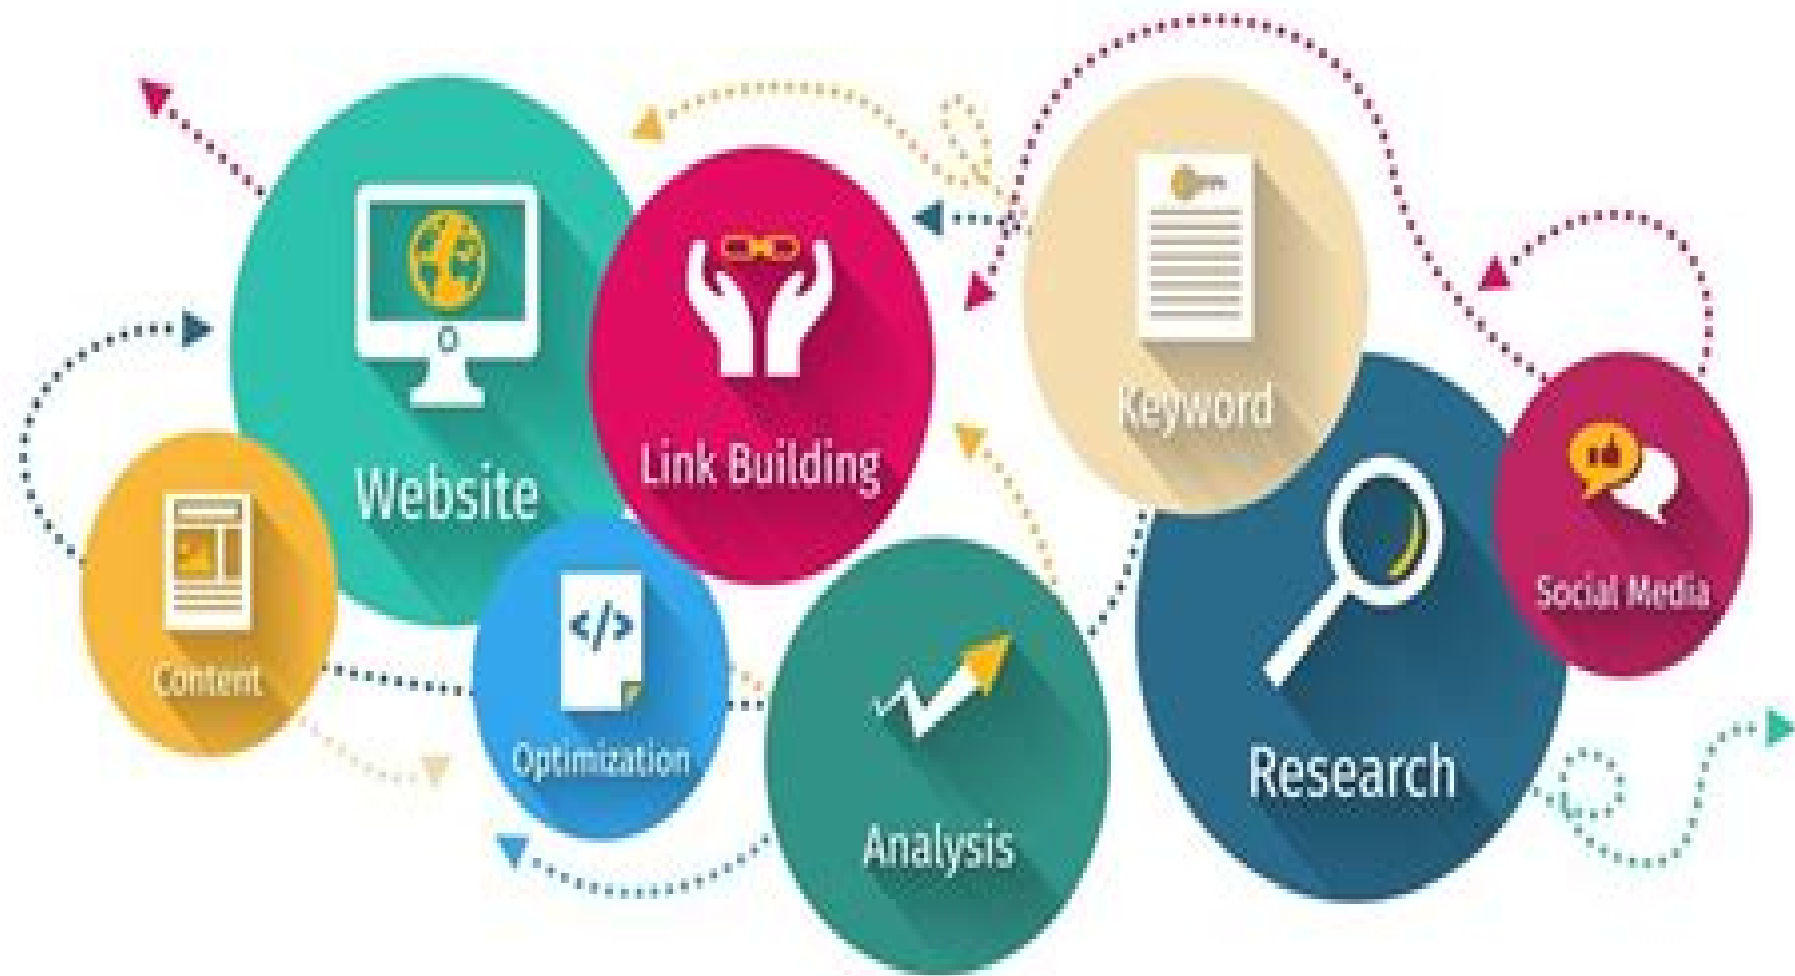 Website
Link Building
Keyword
Social Media
Content
</>
Optimization
Analysis
Research